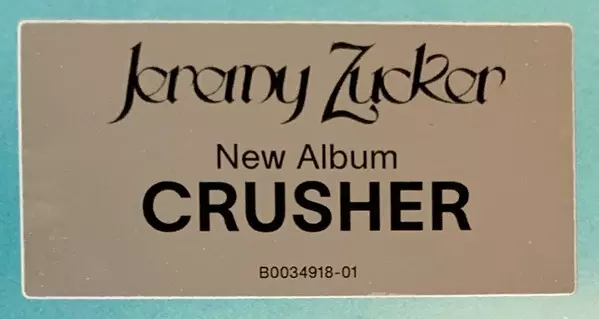 Jeremy Zucker
New Album
CRUSHER
B0034918-01